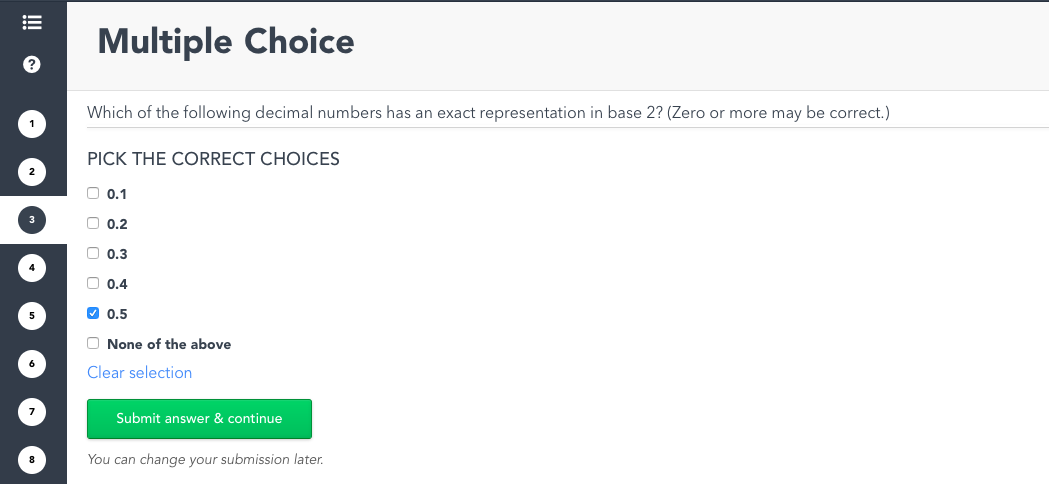 Multiple Choice
?
Which of the following decimal numbers has an exact representation in base 2? (Zero or more may be correct.)
1
PICK THE CORRECT CHOICES
2
0.1
3
0.2
0.3
4
0.4
5
0.5
None of the above
6
Clear selection
7
Submit answer & continue
8
You can change your submission later.